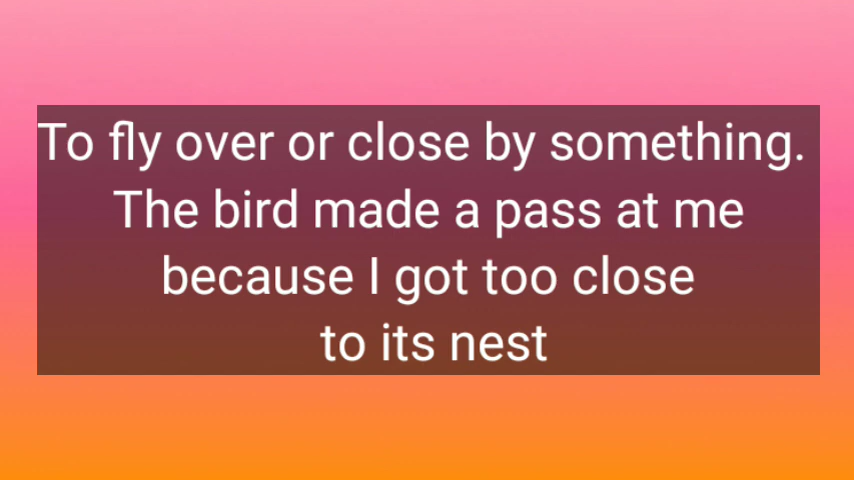 To fly over or close by something.
The bird made a pass at me
because I got too close
to its nest